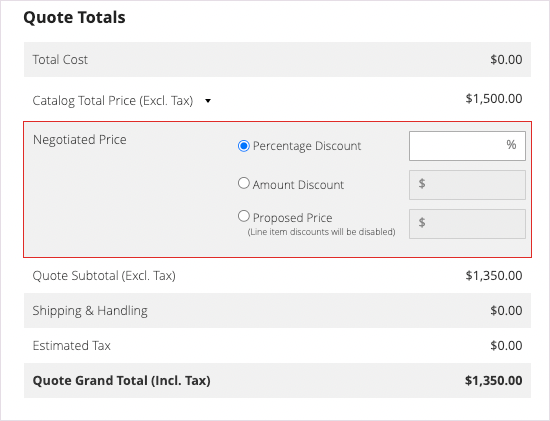 Quote Totals
Total Cost $0.00
Catalog Total Price (Excl. Tax) $1,500.00
Negotiated Price
Percentage Discount %
Amount Discount $
Proposed Price $
(Line item discounts will be disabled)
Quote Subtotal (Excl. Tax) $1,350.00
Shipping & Handling $0.00
Estimated Tax $0.00
Quote Grand Total (Incl. Tax) $1,350.00